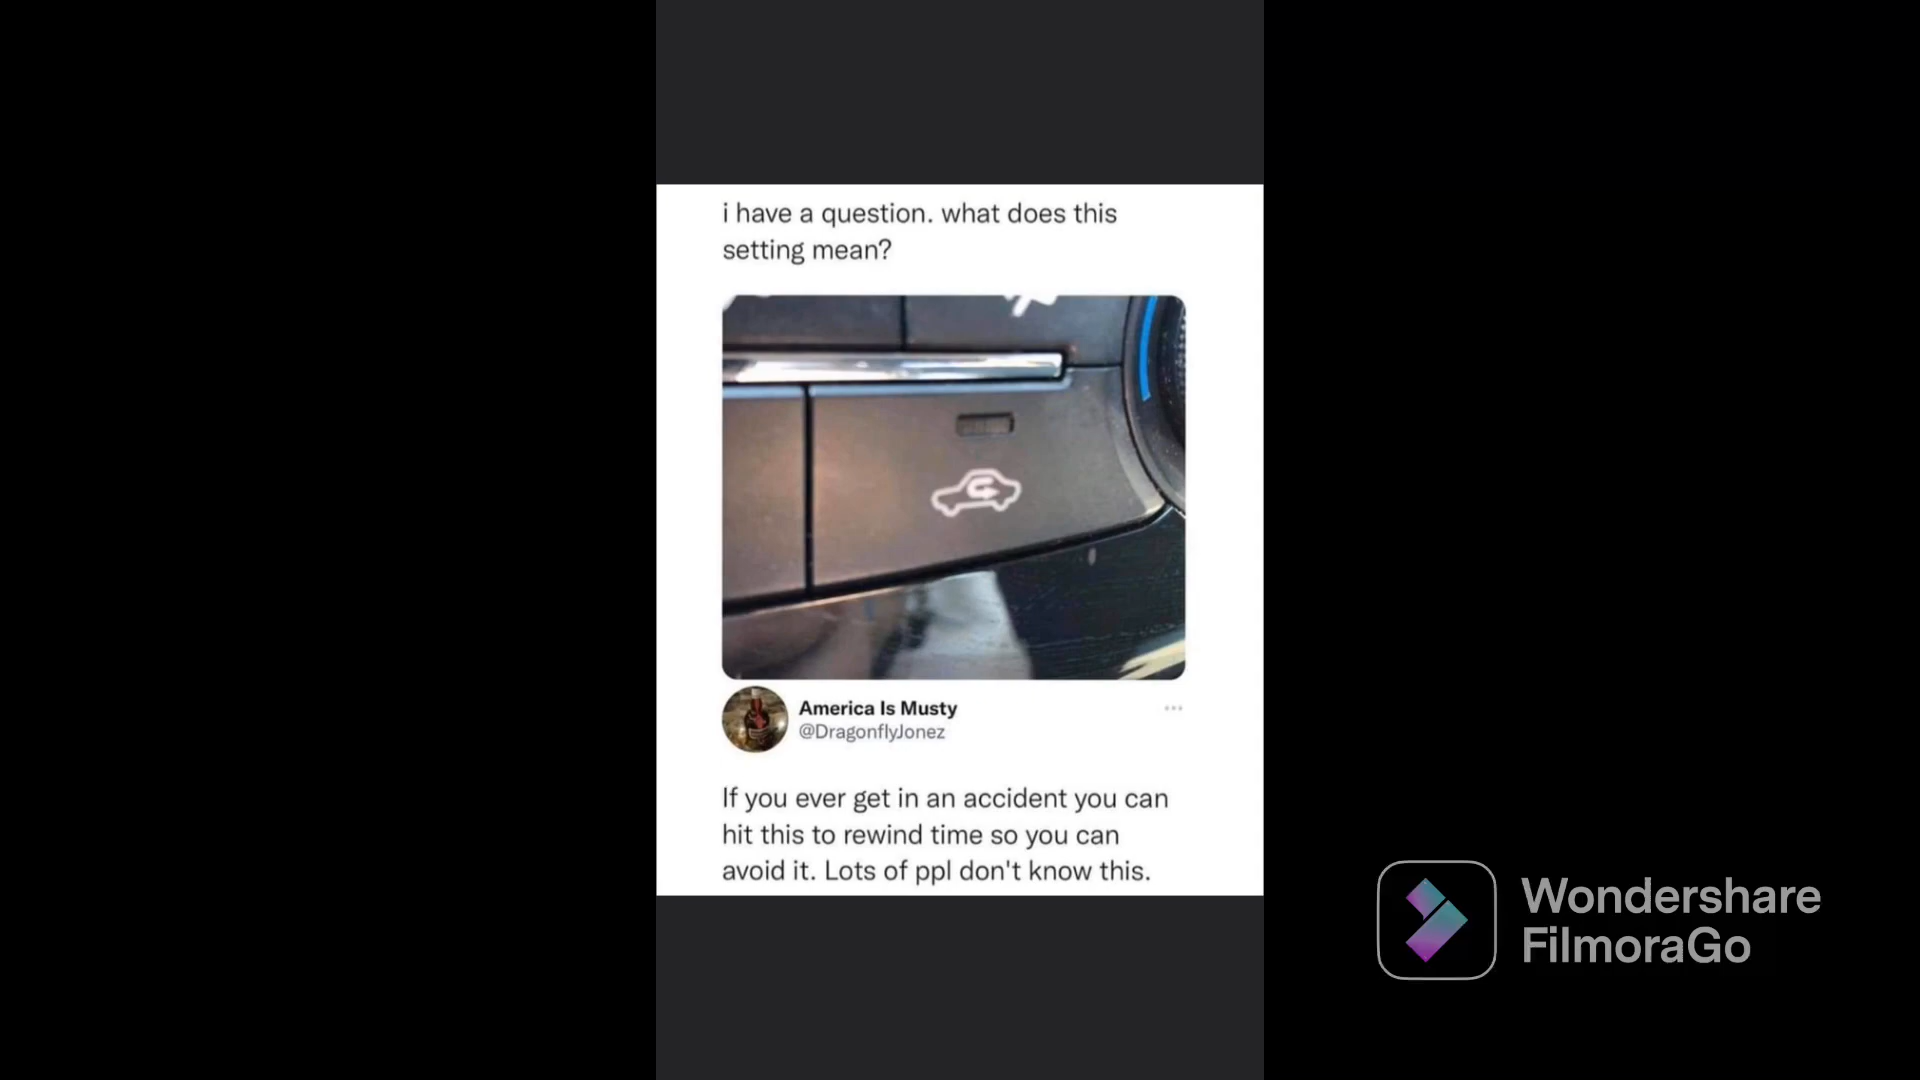 i have a question. what does this
setting mean?
America Is Musty
@DragonflyJonez
If you ever get in an accident you can
hit this to rewind time so you can
avoid it. Lots of ppl don't know this.
Wondershare
FilmoraGo